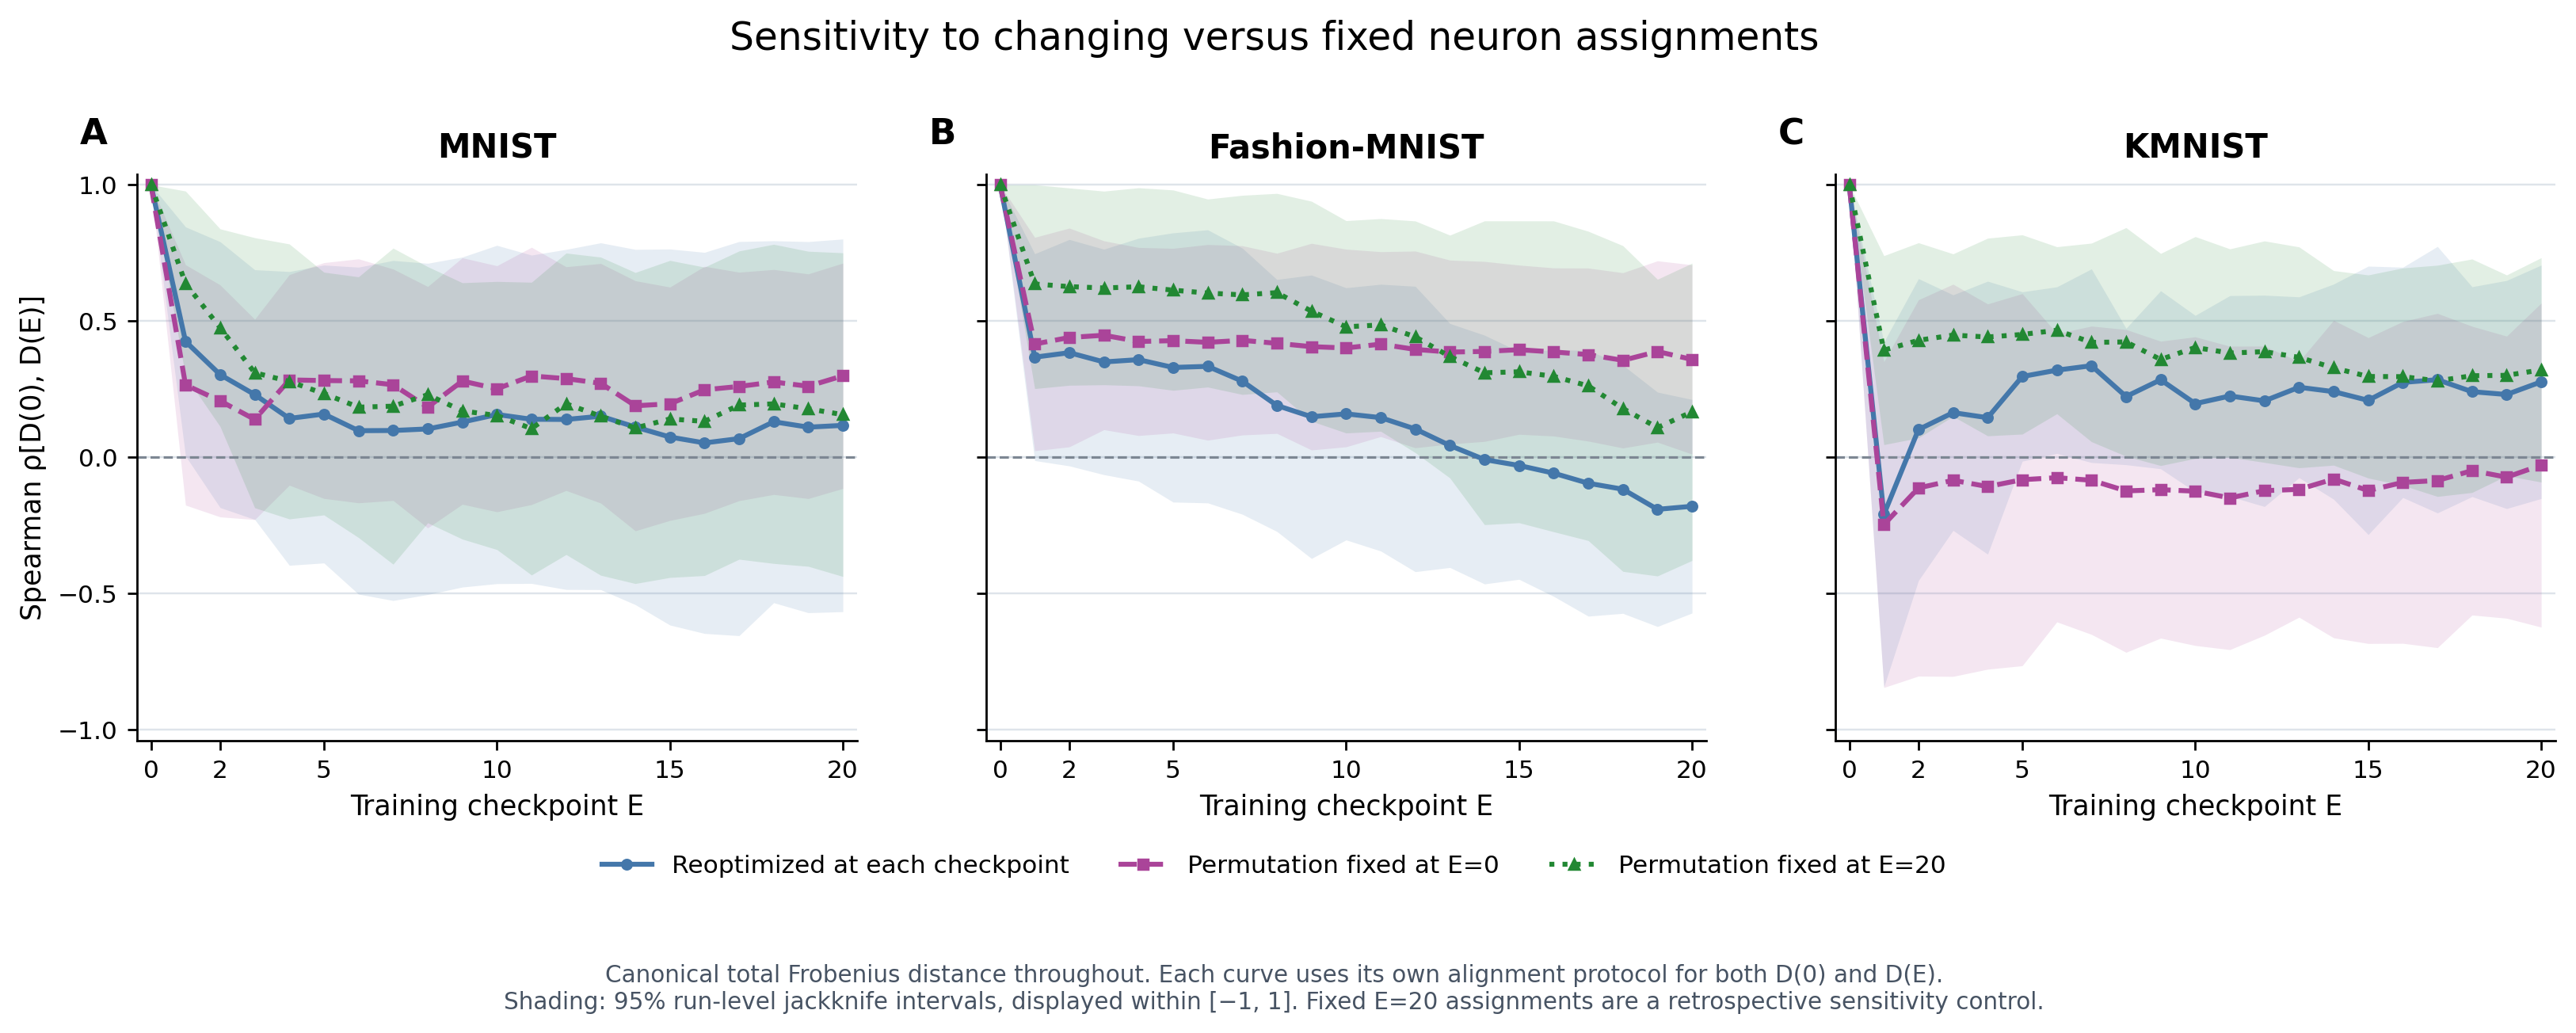 Sensitivity to changing versus fixed neuron assignments
A
MNIST
B
Fashion-MNIST
C
KMNIST
Spearman ρ[D(0), D(E)]
1.0
0.5
0.0
−0.5
−1.0
0 2 5 10 15 20
0 2 5 10 15 20
0 2 5 10 15 20
Training checkpoint E
Training checkpoint E
Training checkpoint E
Reoptimized at each checkpoint
Permutation fixed at E=0
Permutation fixed at E=20
Canonical total Frobenius distance throughout. Each curve uses its own alignment protocol for both D(0) and D(E).
Shading: 95% run-level jackknife intervals, displayed within [−1, 1]. Fixed E=20 assignments are a retrospective sensitivity control.